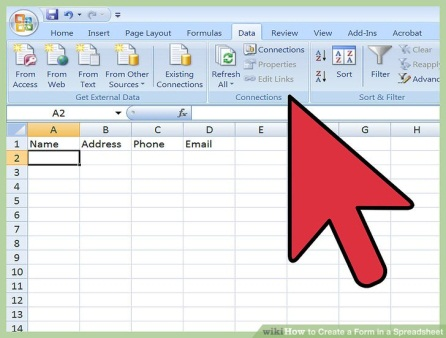 Home Insert Page Layout Formulas Data Review View Add-Ins Acrobat
From Access
From Web
From Text
From Other Sources
Existing Connections
Refresh All
Connections
Properties
Edit Links
A Z
Z A
Sort
Filter
Clear
Advanc
Get External Data Connections Sort & Filter
A2 fx
A B C D E G H
1 Name Address Phone Email
2
3
4
5
6
7
8
9
10
11
12
13
14
wikiHow to Create a Form in a Spreadsheet